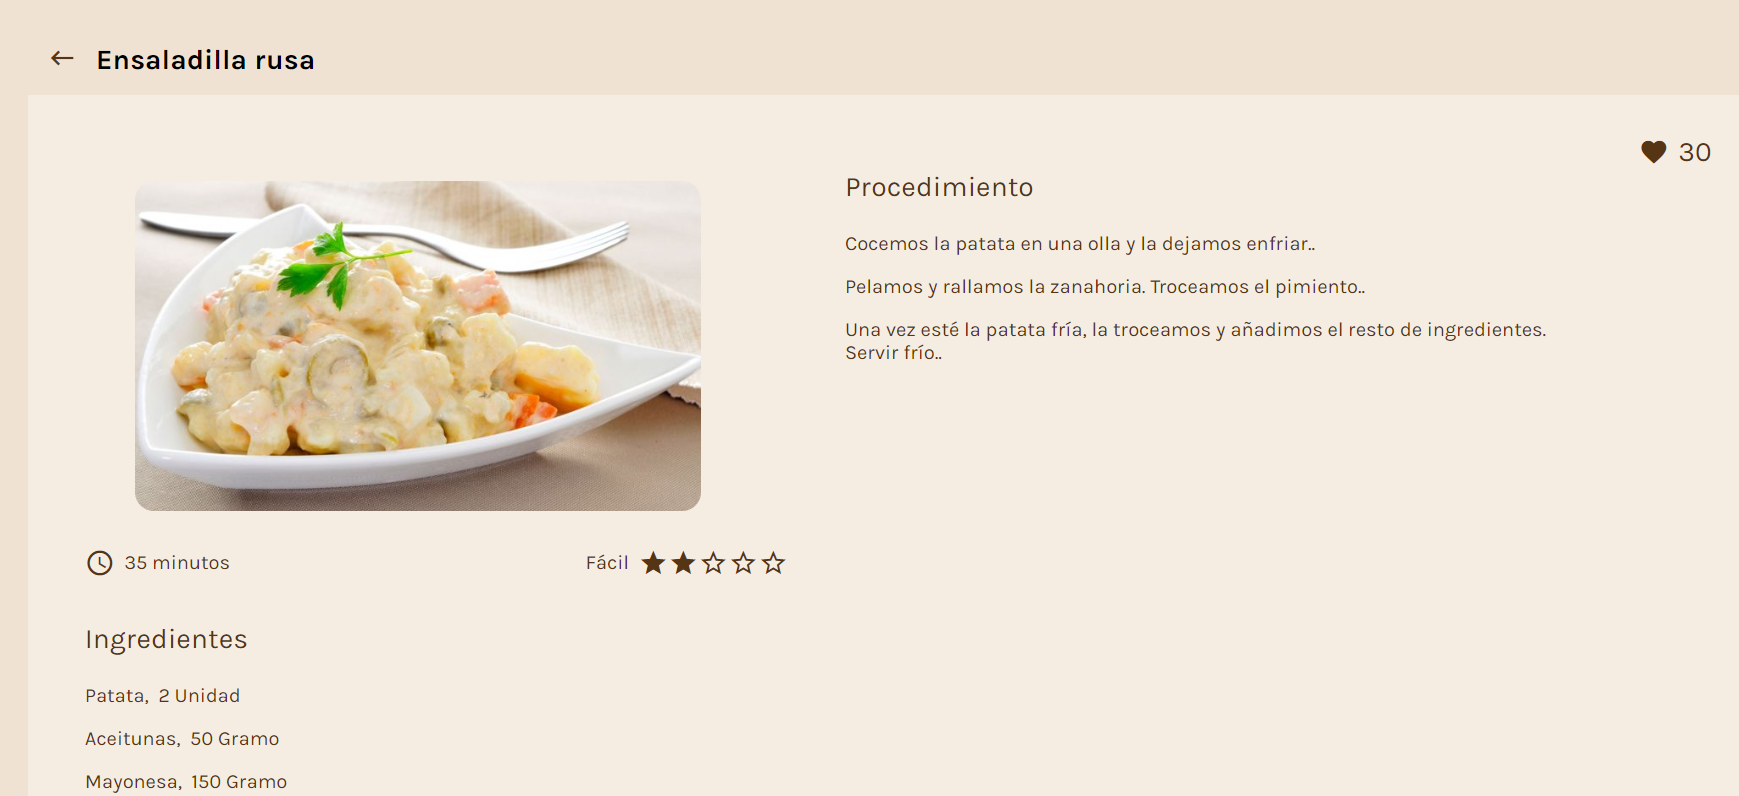 Ensaladilla rusa
30
Procedimiento
Cocemos la patata en una olla y la dejamos enfriar..
Pelamos y rallamos la zanahoria. Troceamos el pimiento..
Una vez esté la patata fría, la troceamos y añadimos el resto de ingredientes.
Servir frío..
35 minutos
Fácil
Ingredientes
Patata, 2 Unidad
Aceitunas, 50 Gramo
Mayonesa, 150 Gramo